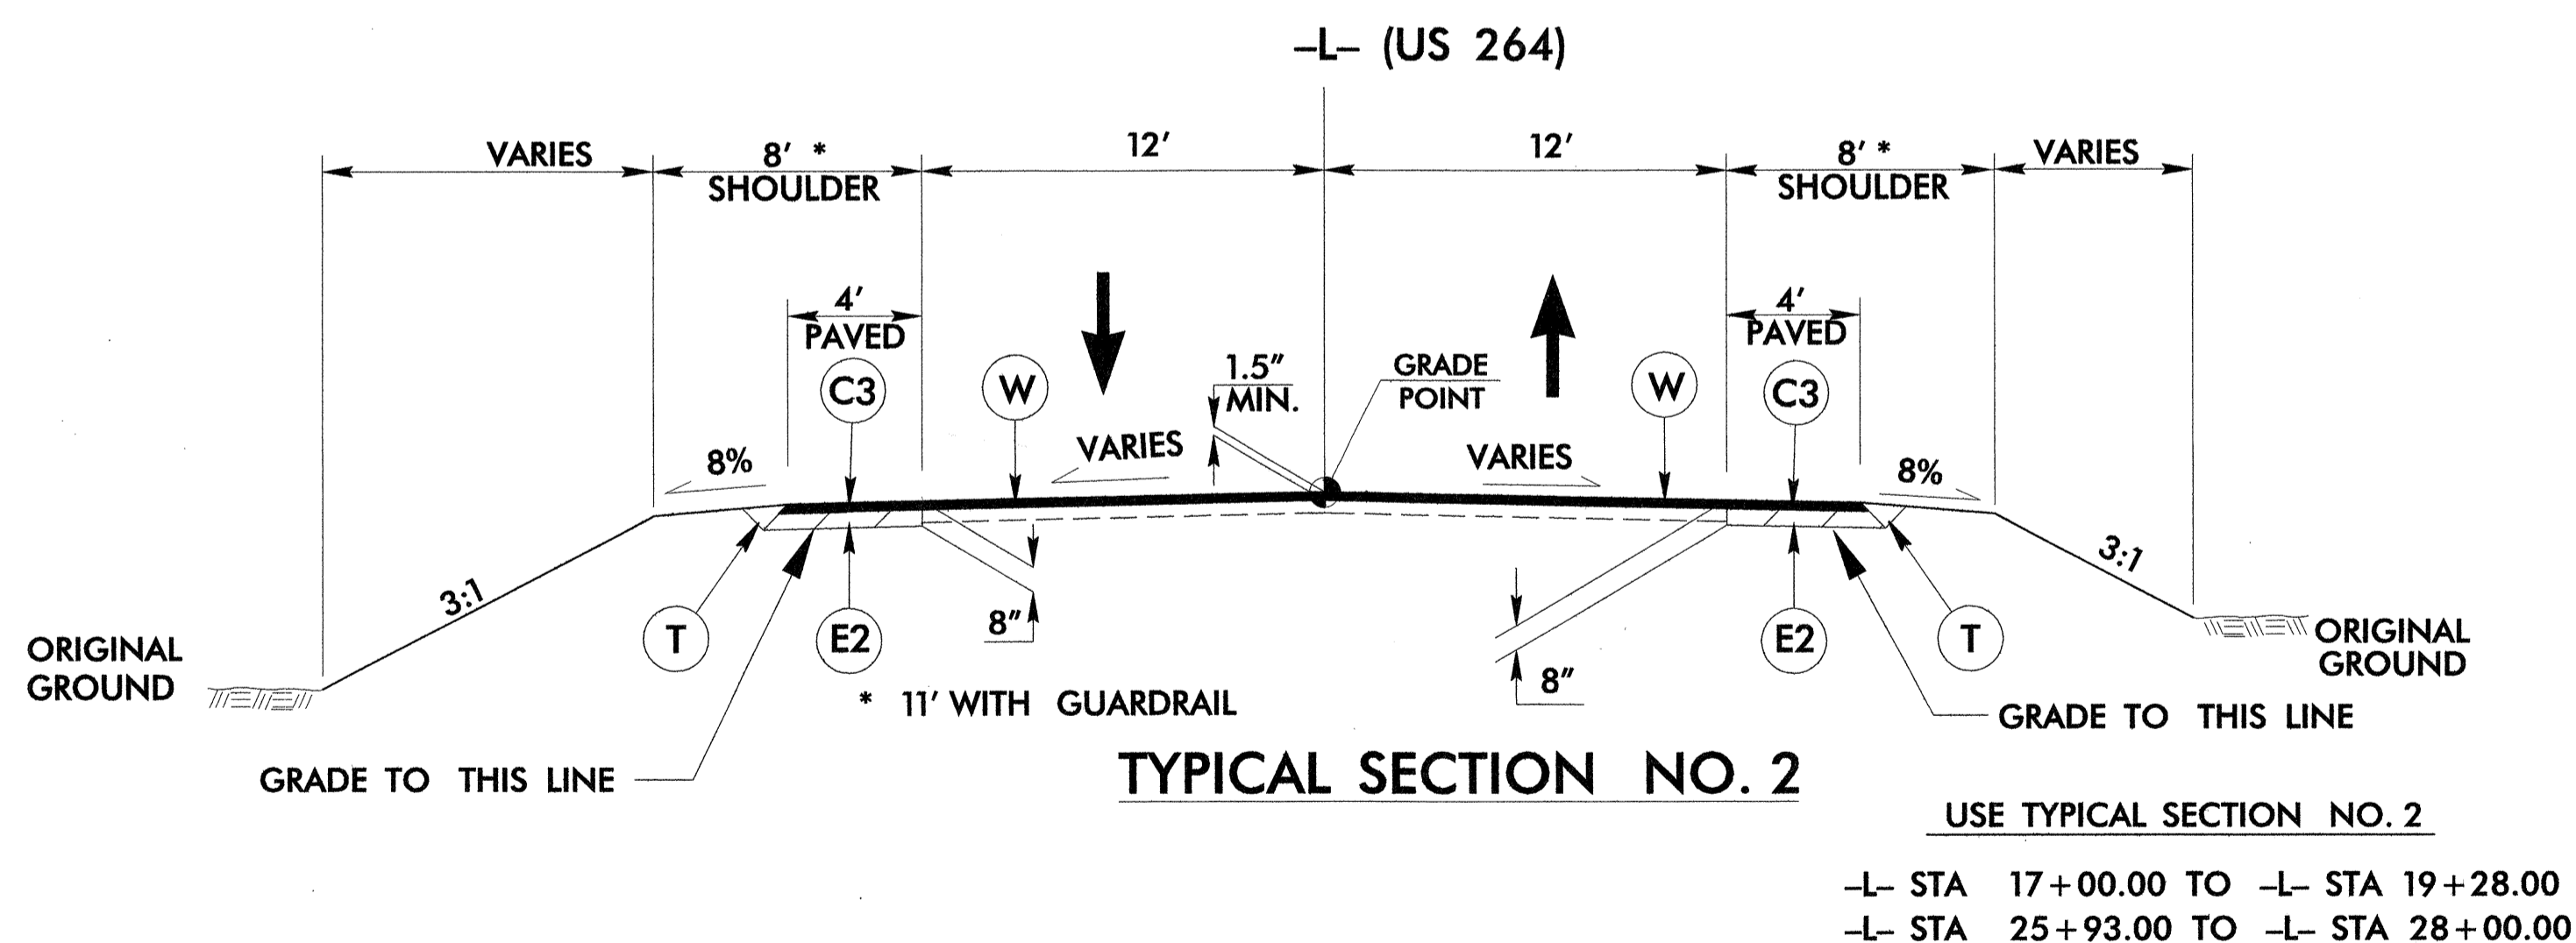 -L- (US 264)
VARIES
8' *
SHOULDER
12'
12'
8' *
SHOULDER
VARIES
4'
PAVED
4'
PAVED
C3
W
1.5"
MIN.
GRADE
POINT
W
C3
8%
VARIES
VARIES
8%
3:1
3:1
T
E2
8"
E2
T
ORIGINAL
GROUND
ORIGINAL
GROUND
8"
* 11' WITH GUARDRAIL
GRADE TO THIS LINE
GRADE TO THIS LINE
TYPICAL SECTION NO. 2
USE TYPICAL SECTION NO. 2
-L- STA 17+00.00 TO -L- STA 19+28.00
-L- STA 25+93.00 TO -L- STA 28+00.00